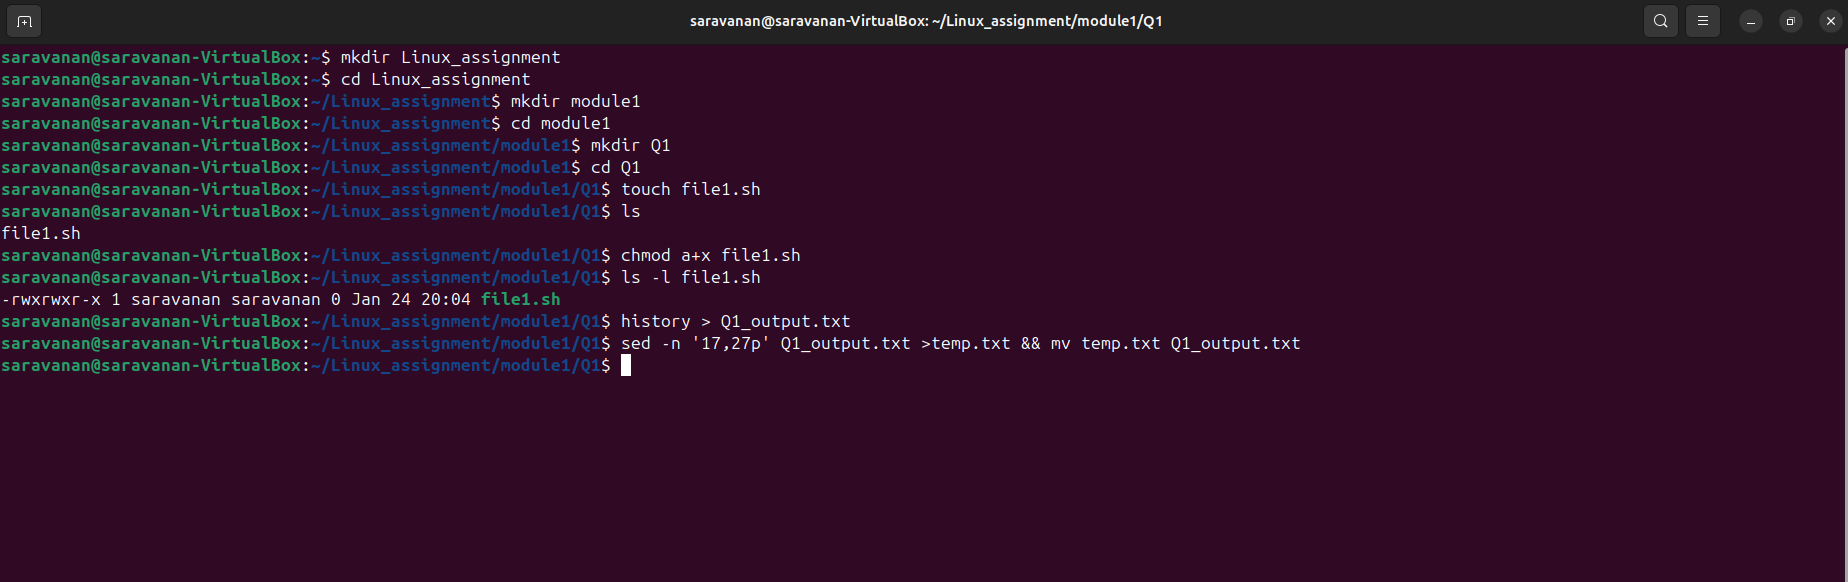 saravanan@saravanan-VirtualBox: ~/Linux_assignment/module1/Q1
saravanan@saravanan-VirtualBox:~$ mkdir Linux_assignment
saravanan@saravanan-VirtualBox:~$ cd Linux_assignment
saravanan@saravanan-VirtualBox:~/Linux_assignment$ mkdir module1
saravanan@saravanan-VirtualBox:~/Linux_assignment$ cd module1
saravanan@saravanan-VirtualBox:~/Linux_assignment/module1$ mkdir Q1
saravanan@saravanan-VirtualBox:~/Linux_assignment/module1$ cd Q1
saravanan@saravanan-VirtualBox:~/Linux_assignment/module1/Q1$ touch file1.sh
saravanan@saravanan-VirtualBox:~/Linux_assignment/module1/Q1$ ls
file1.sh
saravanan@saravanan-VirtualBox:~/Linux_assignment/module1/Q1$ chmod a+x file1.sh
saravanan@saravanan-VirtualBox:~/Linux_assignment/module1/Q1$ ls -l file1.sh
-rwxrwxr-x 1 saravanan saravanan 0 Jan 24 20:04 file1.sh
saravanan@saravanan-VirtualBox:~/Linux_assignment/module1/Q1$ history > Q1_output.txt
saravanan@saravanan-VirtualBox:~/Linux_assignment/module1/Q1$ sed -n '17,27p' Q1_output.txt >temp.txt && mv temp.txt Q1_output.txt
saravanan@saravanan-VirtualBox:~/Linux_assignment/module1/Q1$